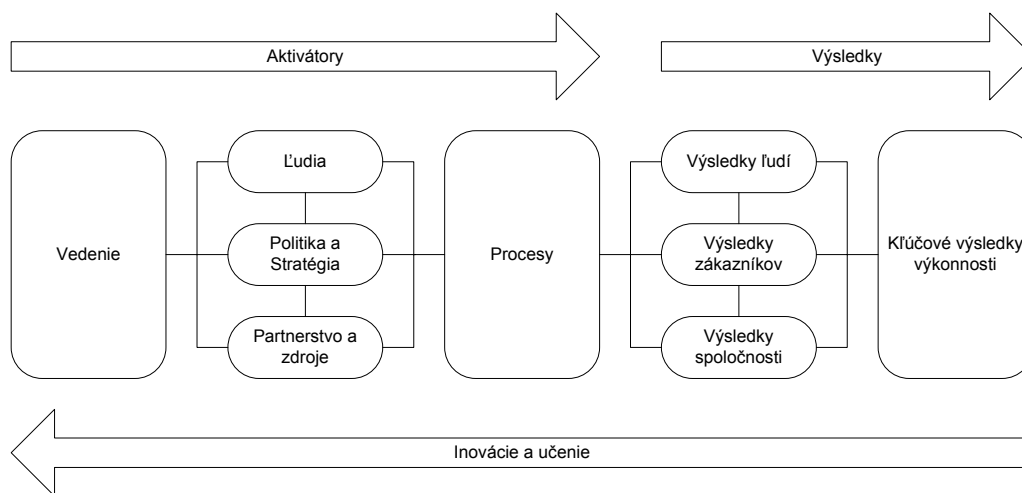 Aktivátory
Výsledky
Vedenie
Ľudia
Politika a
Stratégia
Partnerstvo a
zdroje
Procesy
Výsledky ľudí
Výsledky
zákazníkov
Výsledky
spoločnosti
Kľúčové výsledky
výkonnosti
Inovácie a učenie